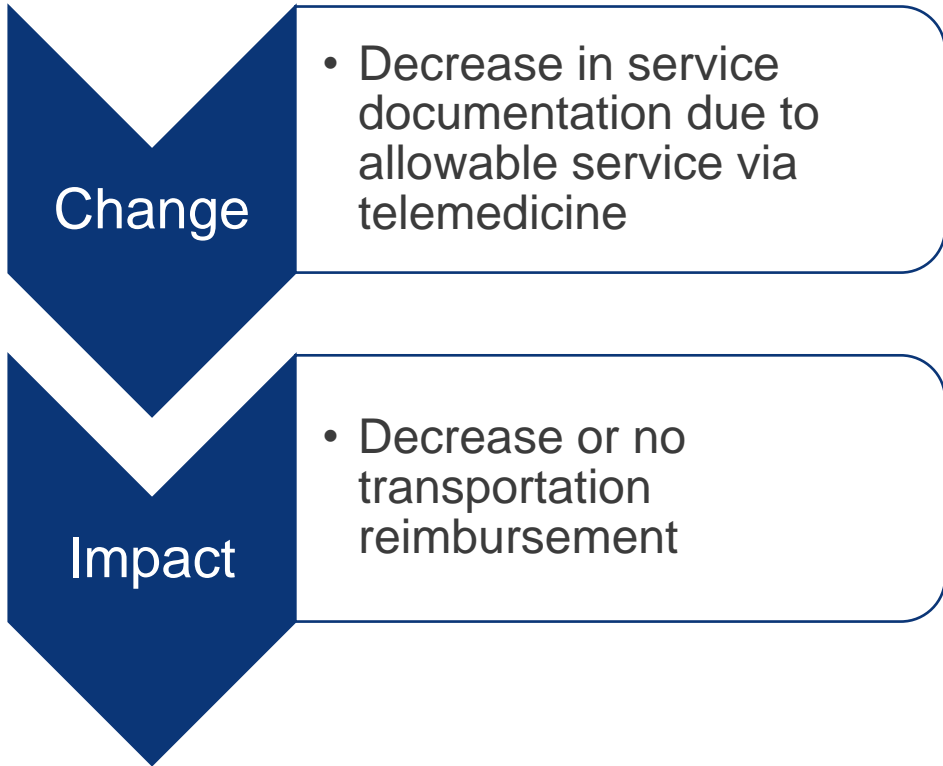 Change
• Decrease in service
documentation due to
allowable service via
telemedicine
Impact
• Decrease or no
transportation
reimbursement